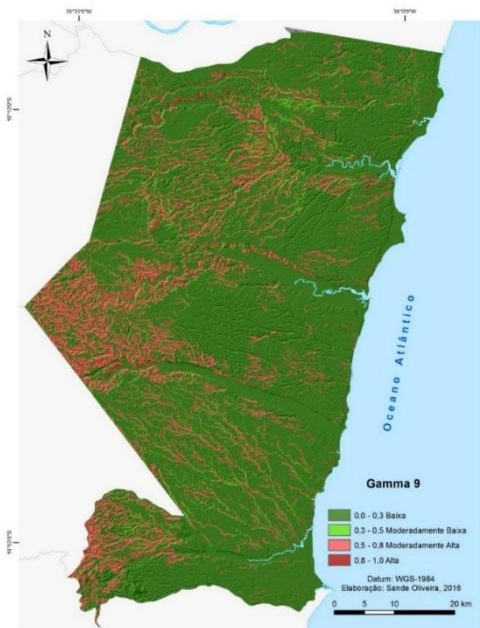 N
Oceano Atlântico
Gamma 9
0,0 - 0,3 Baixa
0,3 - 0,5 Moderadamente Baixa
0,5 - 0,8 Moderadamente Alta
0,8 - 1,0 Alta
Datum: WGS-1984
Elaboração: Sande Oliveira, 2016
0 5 10 20 km